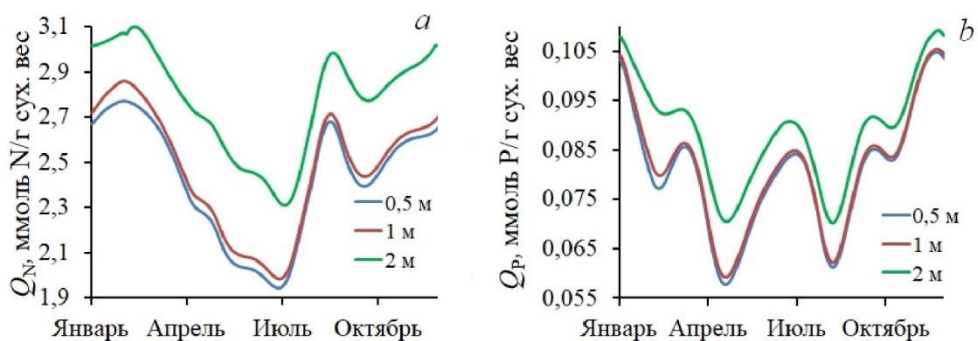 a
Q_N, ммоль N/г сух. вес
3,1
2,9
2,7
2,5
2,3
2,1
1,9
0,5 м
1 м
2 м
Январь Апрель Июль Октябрь
b
Q_P, ммоль P/г сух. вес
0,105
0,095
0,085
0,075
0,065
0,055
0,5 м
1 м
2 м
Январь Апрель Июль Октябрь